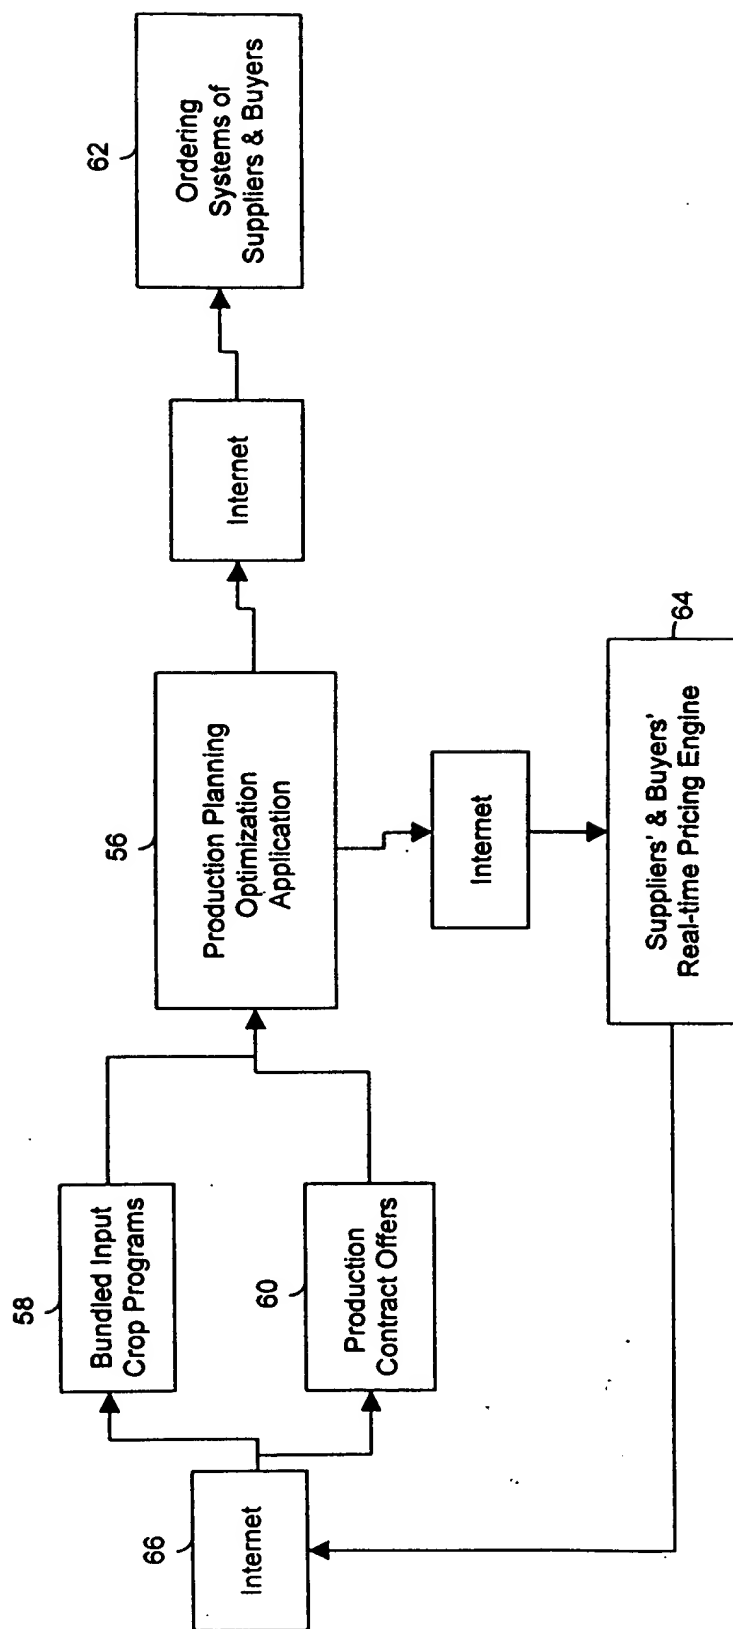 62
Ordering
Systems of
Suppliers & Buyers
Internet
56
Production Planning
Optimization
Application
Internet
64
Suppliers' & Buyers'
Real-time Pricing Engine
58
Bundled Input
Crop Programs
60
Production
Contract Offers
66
Internet